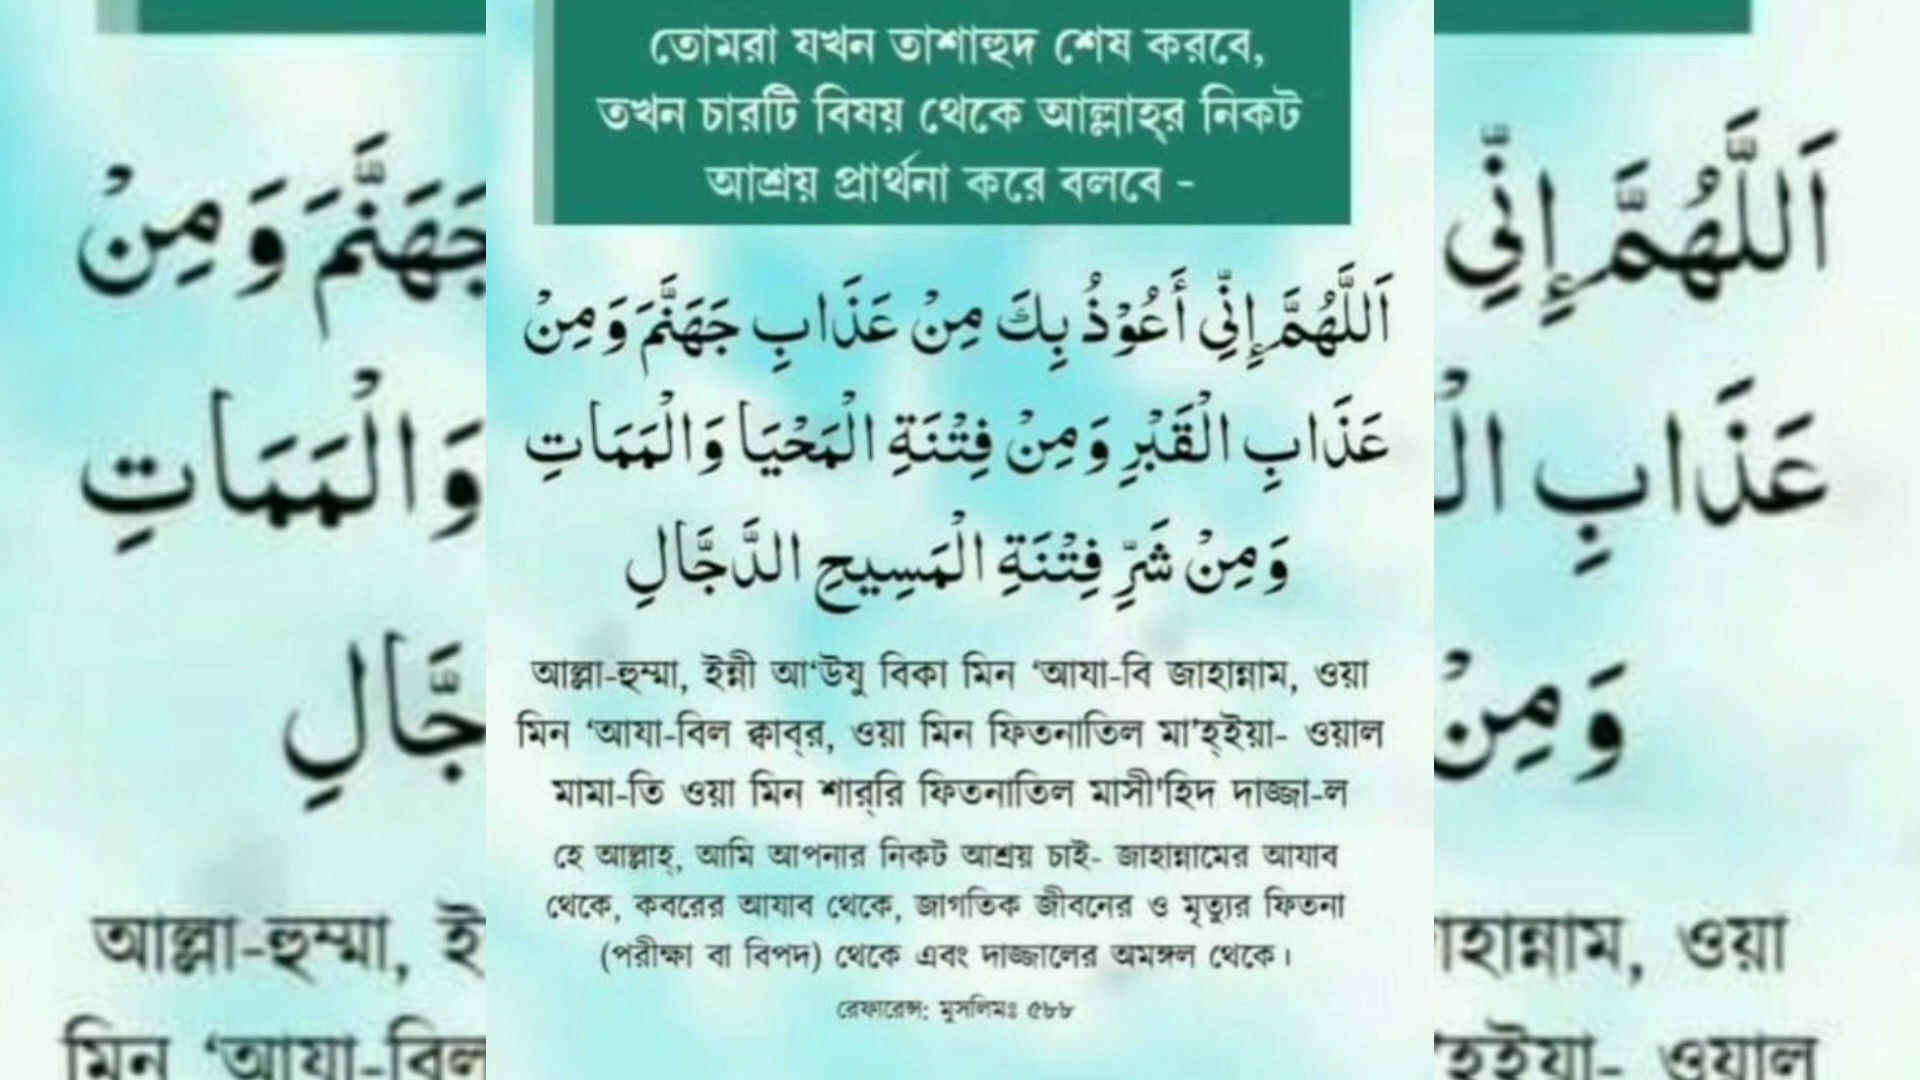 তোমরা যখন তাশাহুদ শেষ করবে,
তখন চারটি বিষয় থেকে আল্লাহ্‌র নিকট
আশ্রয় প্রার্থনা করে বলবে -
اَللَّهُمَّ إِنِّي أَعُوْذُ بِكَ مِنْ عَذَابِ جَهَنَّمَ وَمِنْ
عَذَابِ الْقَبْرِ وَمِنْ فِتْنَةِ الْمَحْيَا وَالْمَمَاتِ
وَمِنْ شَرِّ فِتْنَةِ الْمَسِيحِ الدَّجَّالِ
আল্লা-হুম্মা, ইন্নী আ‘উযু বিকা মিন ‘আযা-বি জাহান্নাম, ওয়া
মিন ‘আযা-বিল ক্বাব্‌র, ওয়া মিন ফিতনাতিল মা'হ্ইয়া- ওয়াল
মামা-তি ওয়া মিন শার্‌রি ফিতনাতিল মাসী'হিদ দাজ্জা-ল
হে আল্লাহ্, আমি আপনার নিকট আশ্রয় চাই- জাহান্নামের আযাব
থেকে, কবরের আযাব থেকে, জাগতিক জীবনের ও মৃত্যুর ফিতনা
(পরীক্ষা বা বিপদ) থেকে এবং দাজ্জালের অমঙ্গল থেকে।
রেফারেন্স: মুসলিমঃ ৫৮৮